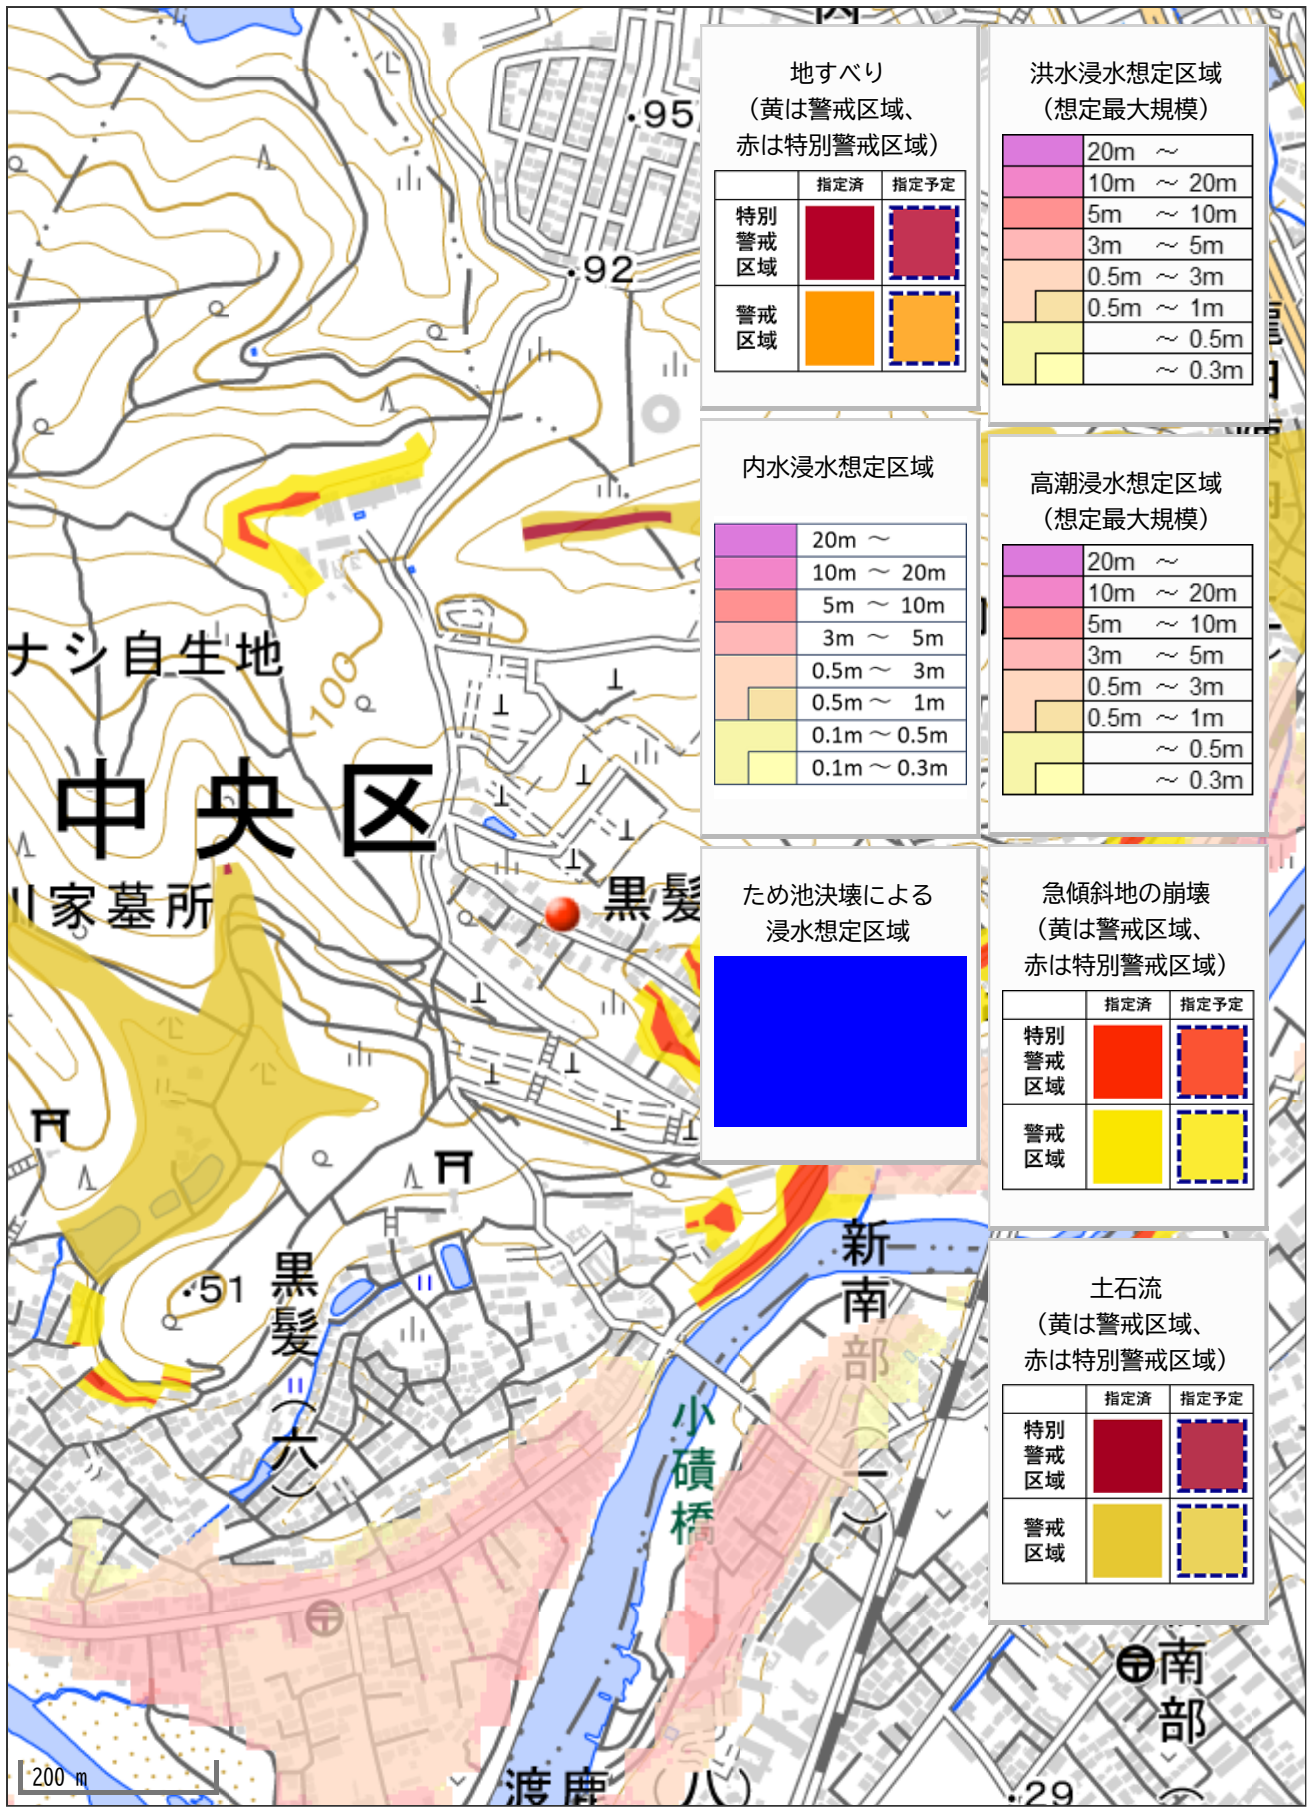 95
92
ナシ自生地
100
中央区
川家墓所
黒髪
51
黒髪(六)
新南部(一)
小磧橋
渡鹿(八)
南部(
29
200 m
地すべり
(黄は警戒区域、
赤は特別警戒区域)
指定済 指定予定
特別
警戒
区域
警戒
区域
洪水浸水想定区域
(想定最大規模)
20m ~
10m ~ 20m
5m ~ 10m
3m ~ 5m
0.5m ~ 3m
0.5m ~ 1m
~ 0.5m
~ 0.3m
内水浸水想定区域
20m ~
10m ~ 20m
5m ~ 10m
3m ~ 5m
0.5m ~ 3m
0.5m ~ 1m
0.1m ~ 0.5m
0.1m ~ 0.3m
高潮浸水想定区域
(想定最大規模)
20m ~
10m ~ 20m
5m ~ 10m
3m ~ 5m
0.5m ~ 3m
0.5m ~ 1m
~ 0.5m
~ 0.3m
ため池決壊による
浸水想定区域
急傾斜地の崩壊
(黄は警戒区域、
赤は特別警戒区域)
指定済 指定予定
特別
警戒
区域
警戒
区域
土石流
(黄は警戒区域、
赤は特別警戒区域)
指定済 指定予定
特別
警戒
区域
警戒
区域